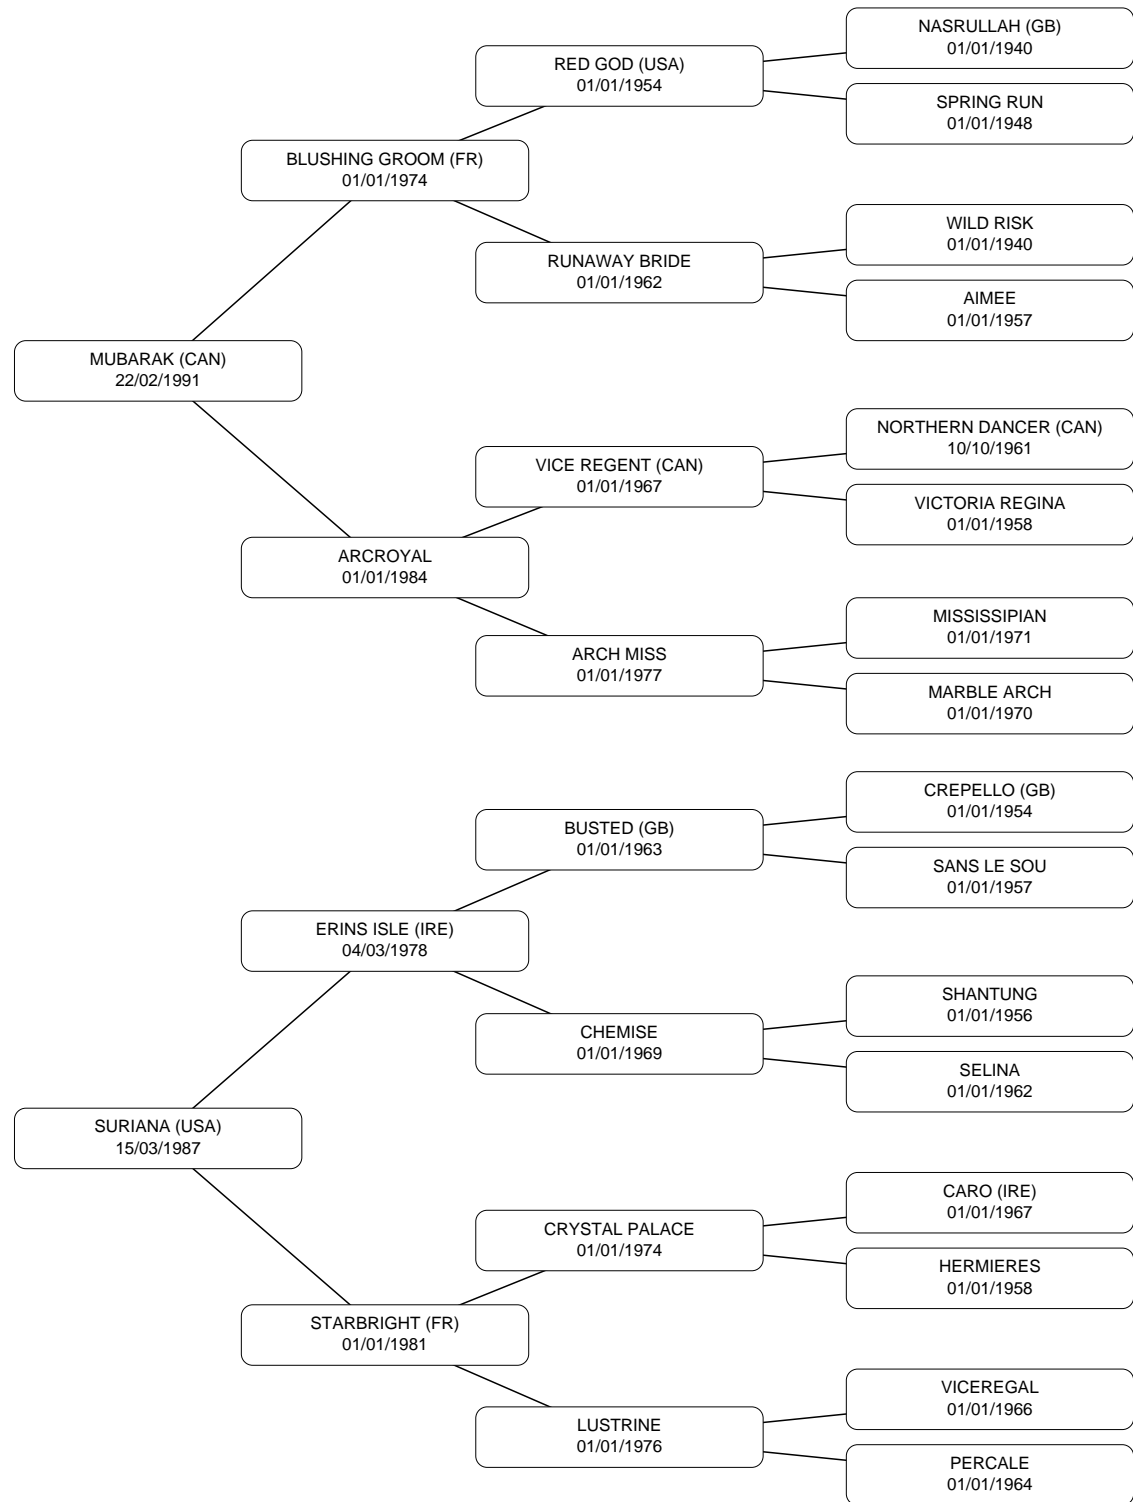 NASRULLAH (GB)
01/01/1940
RED GOD (USA)
01/01/1954
SPRING RUN
01/01/1948
BLUSHING GROOM (FR)
01/01/1974
WILD RISK
01/01/1940
RUNAWAY BRIDE
01/01/1962
AIMEE
01/01/1957
MUBARAK (CAN)
22/02/1991
NORTHERN DANCER (CAN)
10/10/1961
VICE REGENT (CAN)
01/01/1967
VICTORIA REGINA
01/01/1958
ARCROYAL
01/01/1984
MISSISSIPIAN
01/01/1971
ARCH MISS
01/01/1977
MARBLE ARCH
01/01/1970
CREPELLO (GB)
01/01/1954
BUSTED (GB)
01/01/1963
SANS LE SOU
01/01/1957
ERINS ISLE (IRE)
04/03/1978
SHANTUNG
01/01/1956
CHEMISE
01/01/1969
SELINA
01/01/1962
SURIANA (USA)
15/03/1987
CARO (IRE)
01/01/1967
CRYSTAL PALACE
01/01/1974
HERMIERES
01/01/1958
STARBRIGHT (FR)
01/01/1981
VICEREGAL
01/01/1966
LUSTRINE
01/01/1976
PERCALE
01/01/1964